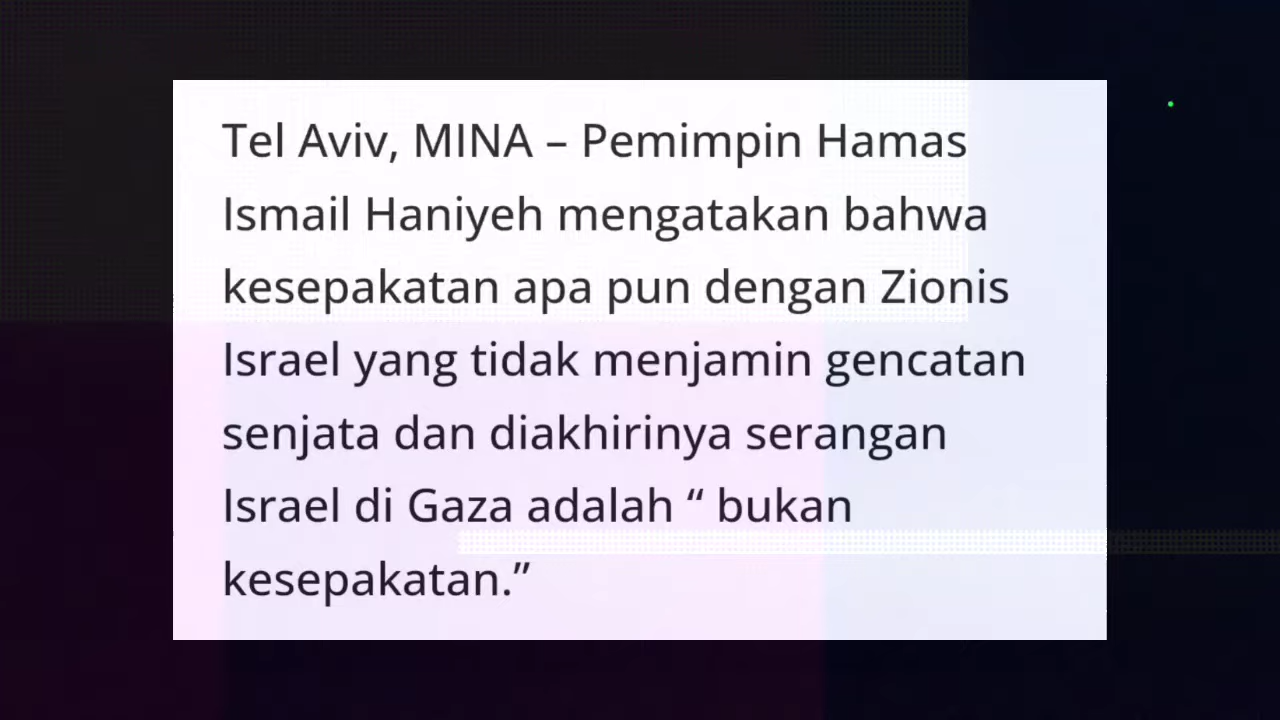 Tel Aviv, MINA – Pemimpin Hamas
Ismail Haniyeh mengatakan bahwa
kesepakatan apa pun dengan Zionis
Israel yang tidak menjamin gencatan
senjata dan diakhirinya serangan
Israel di Gaza adalah “ bukan
kesepakatan.”